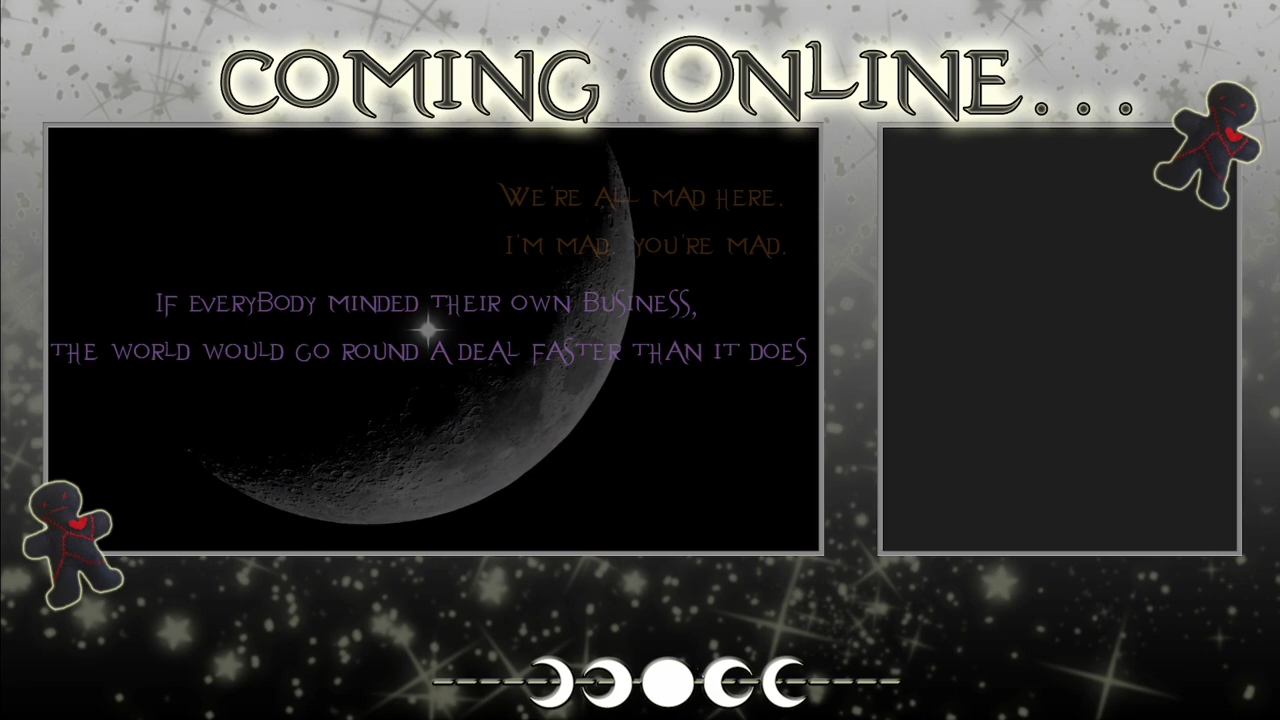 COMING ONLINE...
WE'RE ALL MAD HERE.
I'M MAD. YOU'RE MAD.
IF EVERYBODY MINDED THEIR OWN BUSINESS,
THE WORLD WOULD GO ROUND A DEAL FASTER THAN IT DOES